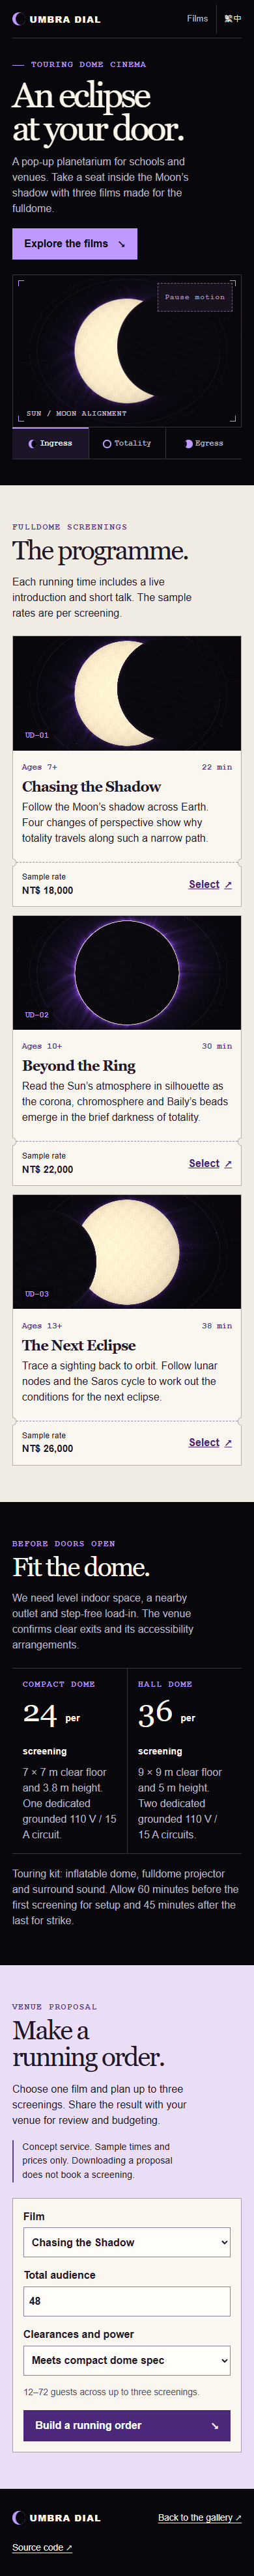 UMBRA DIAL
Films
繁中
TOURING DOME CINEMA
An eclipse
at your door.
A pop-up planetarium for schools and
venues. Take a seat inside the Moon's
shadow with three films made for the
fulldome.
Explore the films ↘
Pause motion
SUN / MOON ALIGNMENT
Ingress
Totality
Egress
FULLDOME SCREENINGS
The programme.
Each running time includes a live
introduction and short talk. The sample
rates are per screening.
UD-01
Ages 7+
22 min
Chasing the Shadow
Follow the Moon's shadow across Earth.
Four changes of perspective show why
totality travels along such a narrow path.
Sample rate
NT$ 18,000
Select ↗
UD-02
Ages 10+
30 min
Beyond the Ring
Read the Sun's atmosphere in silhouette as
the corona, chromosphere and Baily's beads
emerge in the brief darkness of totality.
Sample rate
NT$ 22,000
Select ↗
UD-03
Ages 13+
38 min
The Next Eclipse
Trace a sighting back to orbit. Follow lunar
nodes and the Saros cycle to work out the
conditions for the next eclipse.
Sample rate
NT$ 26,000
Select ↗
BEFORE DOORS OPEN
Fit the dome.
We need level indoor space, a nearby
outlet and step-free load-in. The venue
confirms clear exits and its accessibility
arrangements.
COMPACT DOME
24 per
screening
7 × 7 m clear floor
and 3.8 m height.
One dedicated
grounded 110 V / 15
A circuit.
HALL DOME
36 per
screening
9 × 9 m clear floor
and 5 m height.
Two dedicated
grounded 110 V /
15 A circuits.
Touring kit: inflatable dome, fulldome projector
and surround sound. Allow 60 minutes before the
first screening for setup and 45 minutes after the
last for strike.
VENUE PROPOSAL
Make a
running order.
Choose one film and plan up to three
screenings. Share the result with your
venue for review and budgeting.
Concept service. Sample times and
prices only. Downloading a proposal
does not book a screening.
Film
Chasing the Shadow
Total audience
48
Clearances and power
Meets compact dome spec
12–72 guests across up to three screenings.
Build a running order ↘
UMBRA DIAL
Back to the gallery ↗
Source code ↗